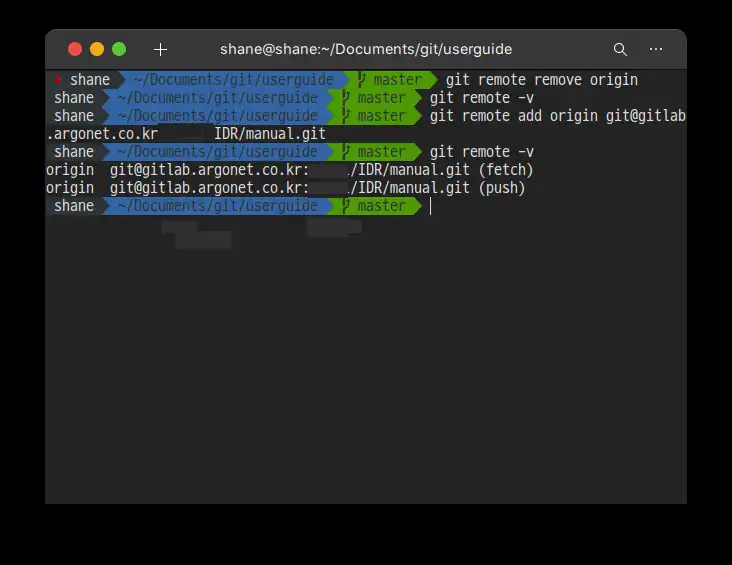 shane@shane:~/Documents/git/userguide
shane ~/Documents/git/userguide master git remote remove origin
shane ~/Documents/git/userguide master git remote -v
shane ~/Documents/git/userguide master git remote add origin git@gitlab
.argonet.co.kr IDR/manual.git
shane ~/Documents/git/userguide master git remote -v
origin git@gitlab.argonet.co.kr: /IDR/manual.git (fetch)
origin git@gitlab.argonet.co.kr: /IDR/manual.git (push)
shane ~/Documents/git/userguide master